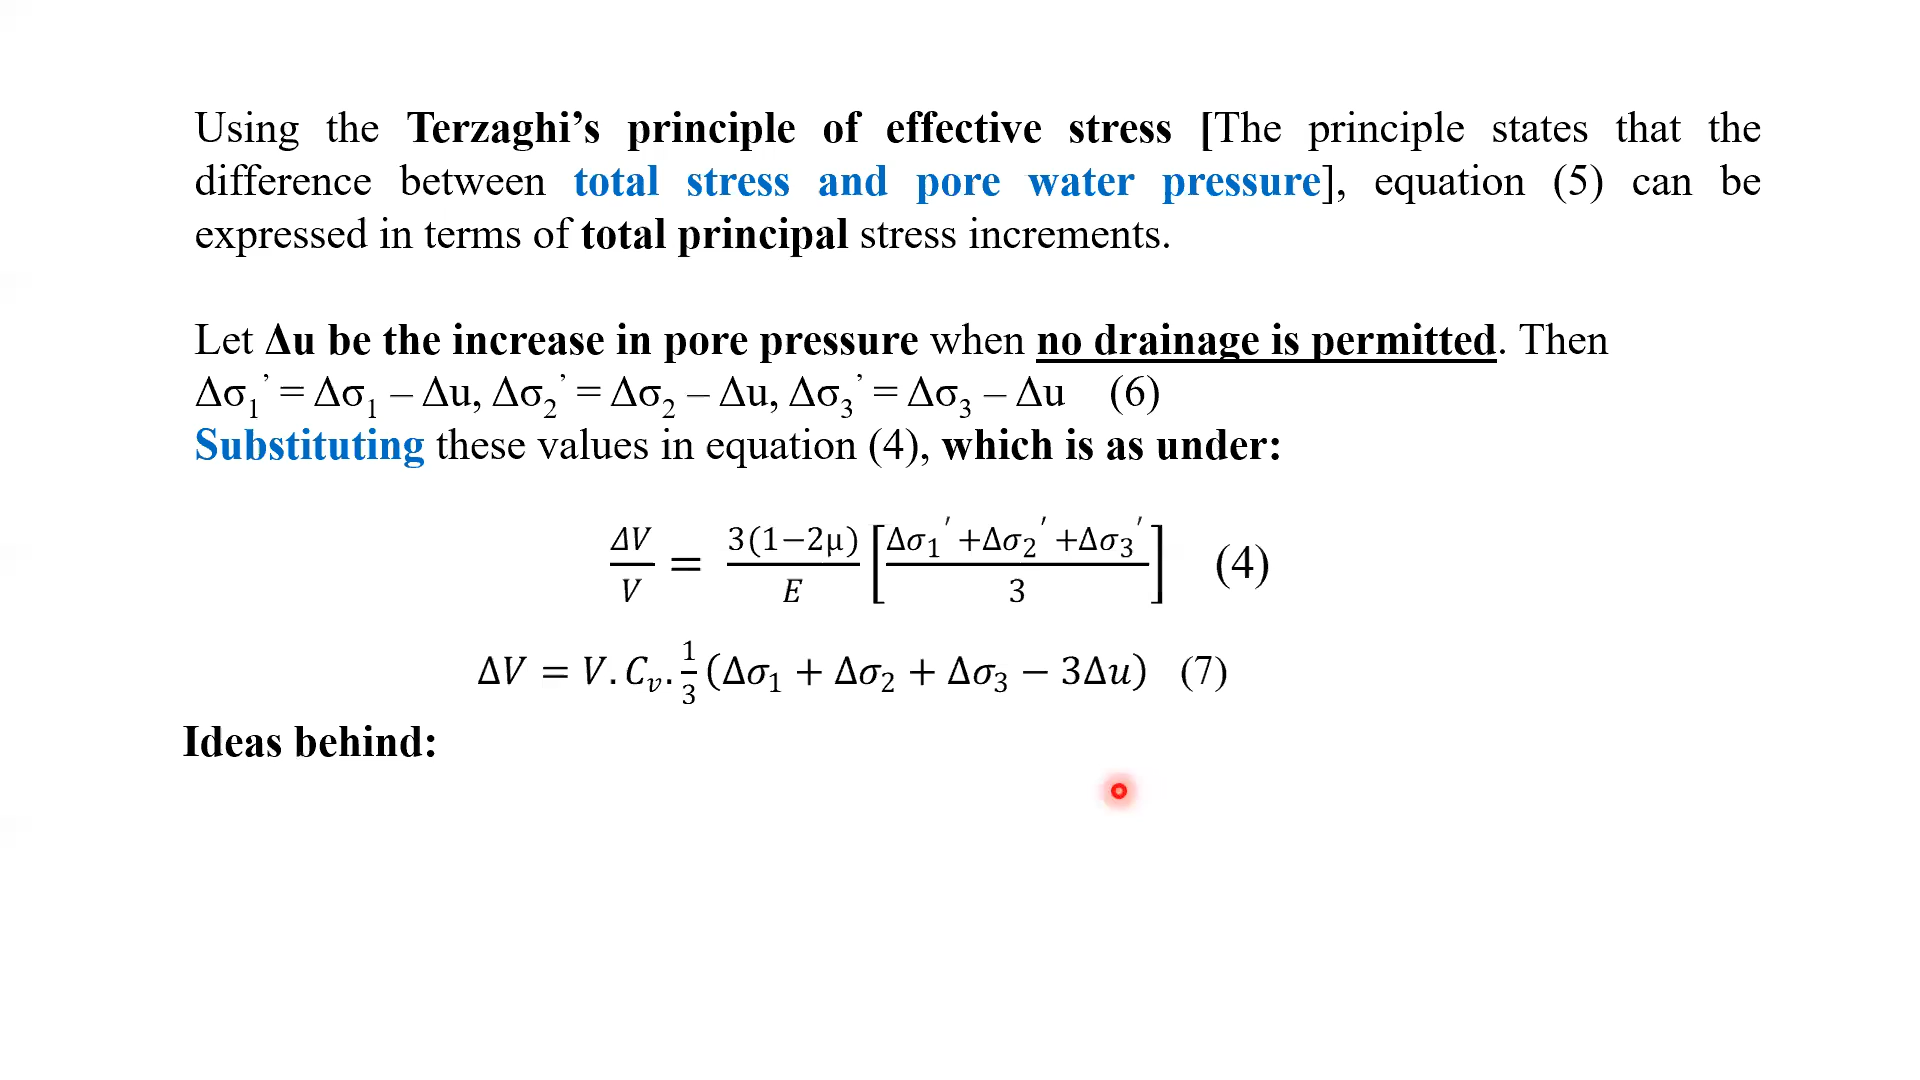 Using the Terzaghi’s principle of effective stress [The principle states that the
difference between total stress and pore water pressure], equation (5) can be
expressed in terms of total principal stress increments.
Let Δu be the increase in pore pressure when no drainage is permitted. Then
Δσ₁’ = Δσ₁ – Δu, Δσ₂’ = Δσ₂ – Δu, Δσ₃’ = Δσ₃ – Δu (6)
Substituting these values in equation (4), which is as under:
ΔV/V = 3(1−2μ)/E [(Δσ₁′+Δσ₂′+Δσ₃′)/3] (4)
ΔV = V.Cᵥ.1/3(Δσ₁ + Δσ₂ + Δσ₃ − 3Δu) (7)
Ideas behind: